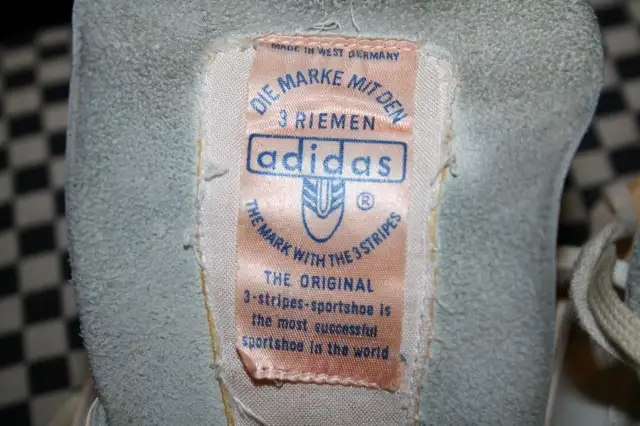 MADE IN WEST GERMANY
DIE MARKE MIT DEN
3 RIEMEN
adidas
®
THE MARK WITH THE 3 STRIPES
THE ORIGINAL
3-stripes-sportshoe is
the most successful
sportshoe in the world